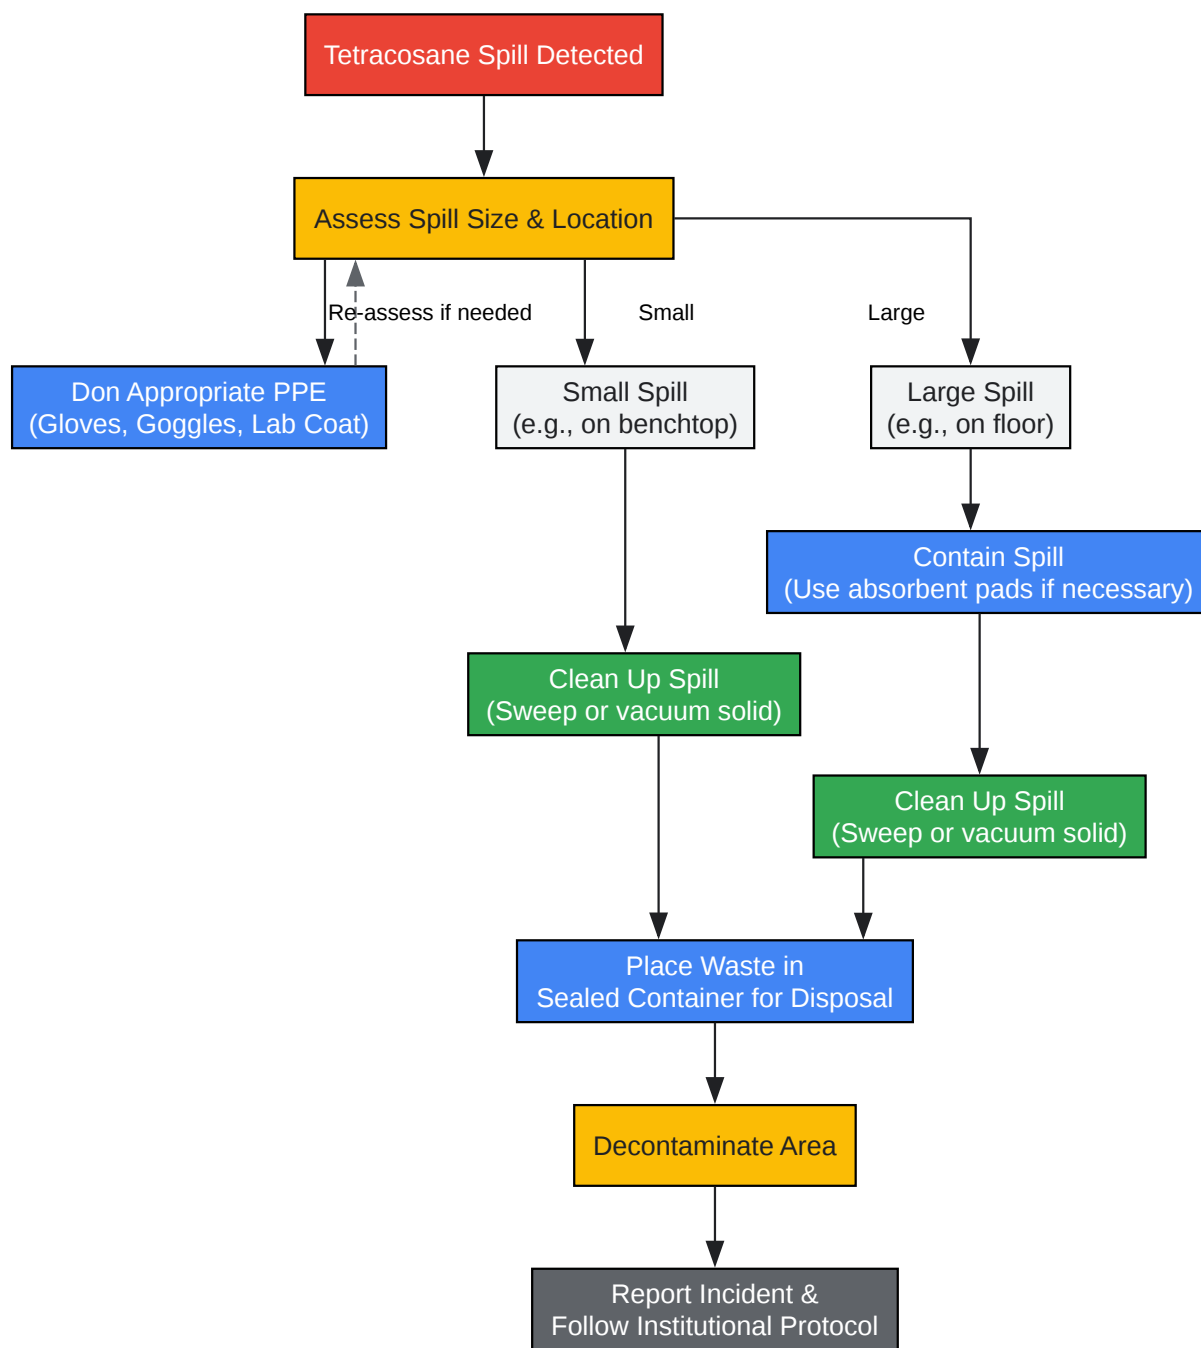 Tetracosane Spill Detected
Assess Spill Size & Location
Re-assess if needed
Small
Large
Don Appropriate PPE
(Gloves, Goggles, Lab Coat)
Small Spill
(e.g., on benchtop)
Large Spill
(e.g., on floor)
Contain Spill
(Use absorbent pads if necessary)
Clean Up Spill
(Sweep or vacuum solid)
Clean Up Spill
(Sweep or vacuum solid)
Place Waste in
Sealed Container for Disposal
Decontaminate Area
Report Incident &
Follow Institutional Protocol